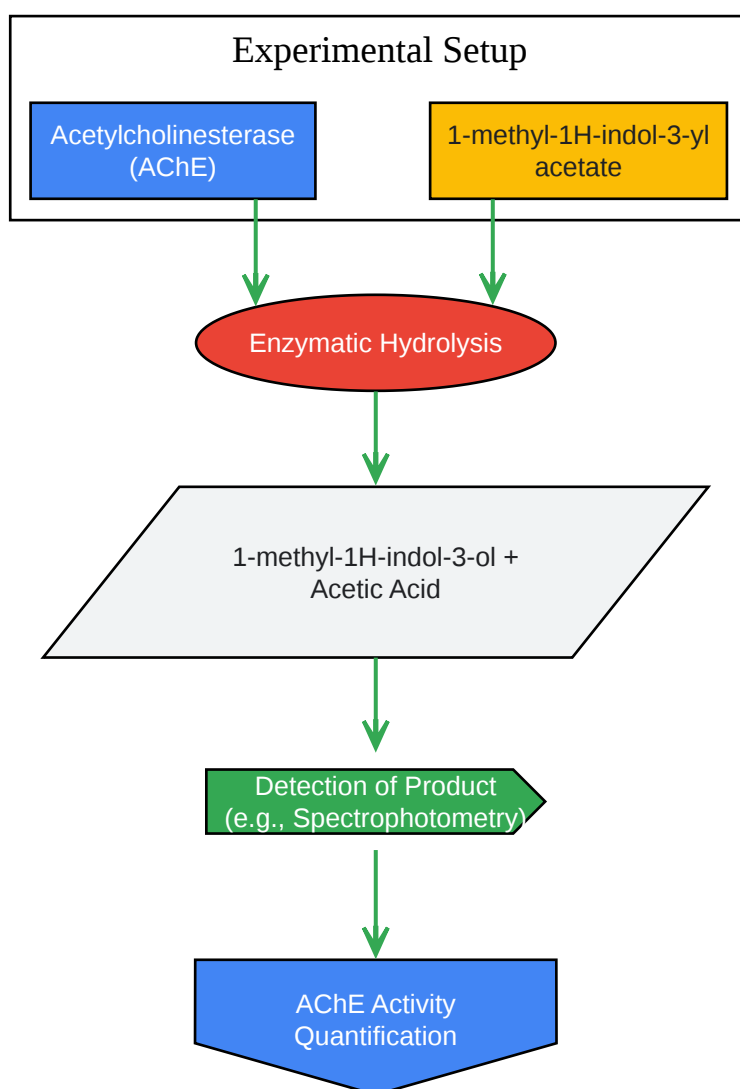 Experimental Setup
Acetylcholinesterase
(AChE)
1-methyl-1H-indol-3-yl
acetate
Enzymatic Hydrolysis
1-methyl-1H-indol-3-ol +
Acetic Acid
Detection of Product
(e.g., Spectrophotometry)
AChE Activity
Quantification